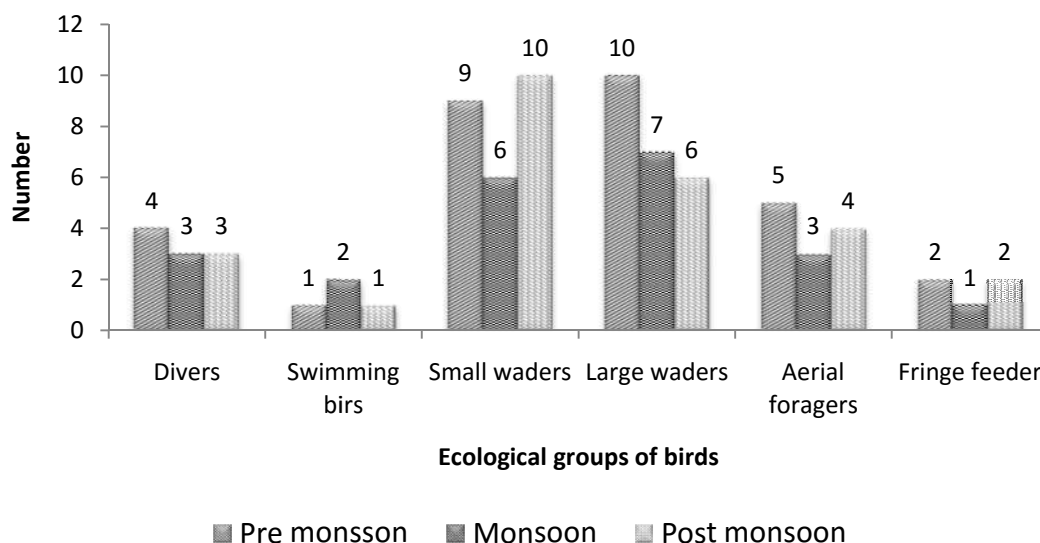 12
10
8
6
4
2
0
Number
4 3 3
1 2 1
9 6 10
10 7 6
5 3 4
2 1 2
Divers
Swimming
birs
Small waders
Large waders
Aerial
foragers
Fringe feeder
Ecological groups of birds
Pre monsson Monsoon Post monsoon